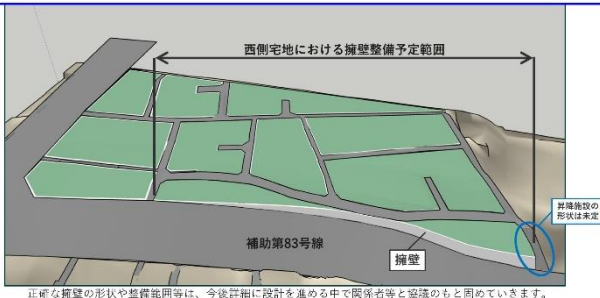 西側宅地における擁壁整備予定範囲
昇降施設の
形状は未定
補助第83号線
擁壁
正確な擁壁の形状や整備範囲等は、今後詳細に設計を進める中で関係者等と協議のもと固めていきます。